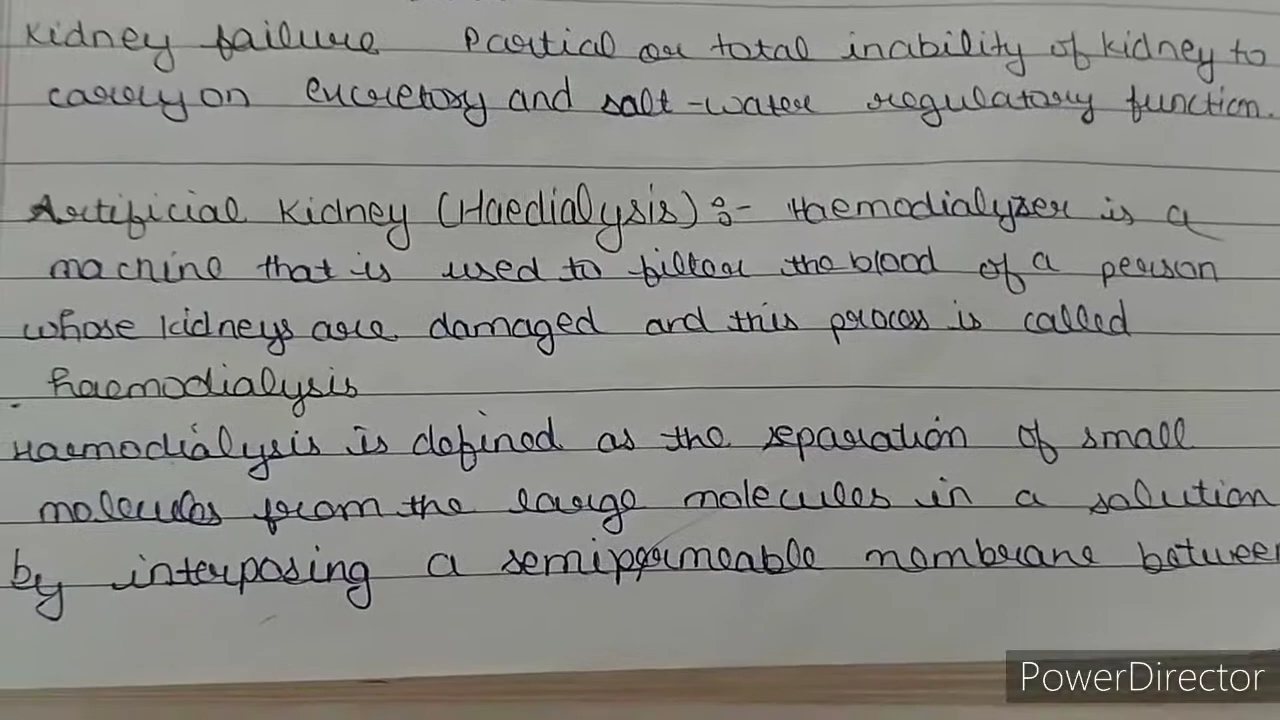 Kidney failure Partial or total inability of kidney to
carry on excretory and salt-water regulatory function.
Artificial Kidney (Haedialysis) :- Haemodialyzer is a
machine that is used to filter the blood of a person
whose kidneys are damaged and this process is called
haemodialysis
Haemodialysis is defined as the separation of small
molecules from the large molecules in a solution
by interposing a semipermeable membrane between
PowerDirector